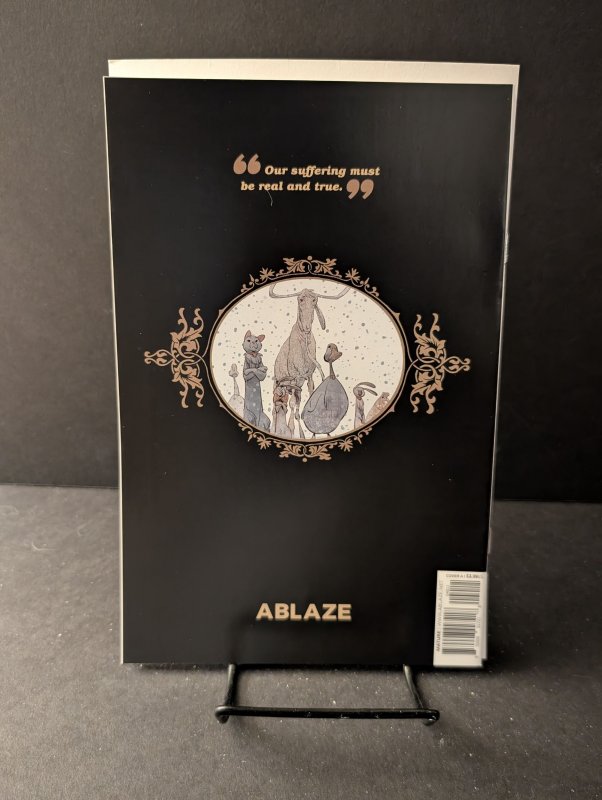 “ Our suffering must
be real and true. ”
ABLAZE